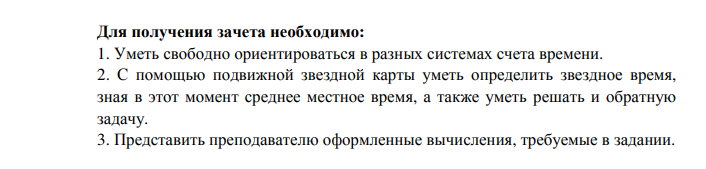 Для получения зачета необходимо:
1. Уметь свободно ориентироваться в разных системах счета времени.
2. С помощью подвижной звездной карты уметь определить звездное время,
зная в этот момент среднее местное время, а также уметь решать и обратную
задачу.
3. Представить преподавателю оформленные вычисления, требуемые в задании.